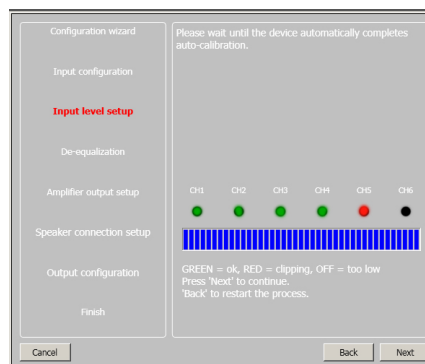 Configuration wizard
Input configuration
Input level setup
De-equalization
Amplifier output setup
Speaker connection setup
Output configuration
Finish
Please wait until the device automatically completes
auto-calibration.
CH1 CH2 CH3 CH4 CH5 CH6
GREEN = ok, RED = clipping, OFF = too low
Press 'Next' to continue.
'Back' to restart the process.
Cancel Back Next